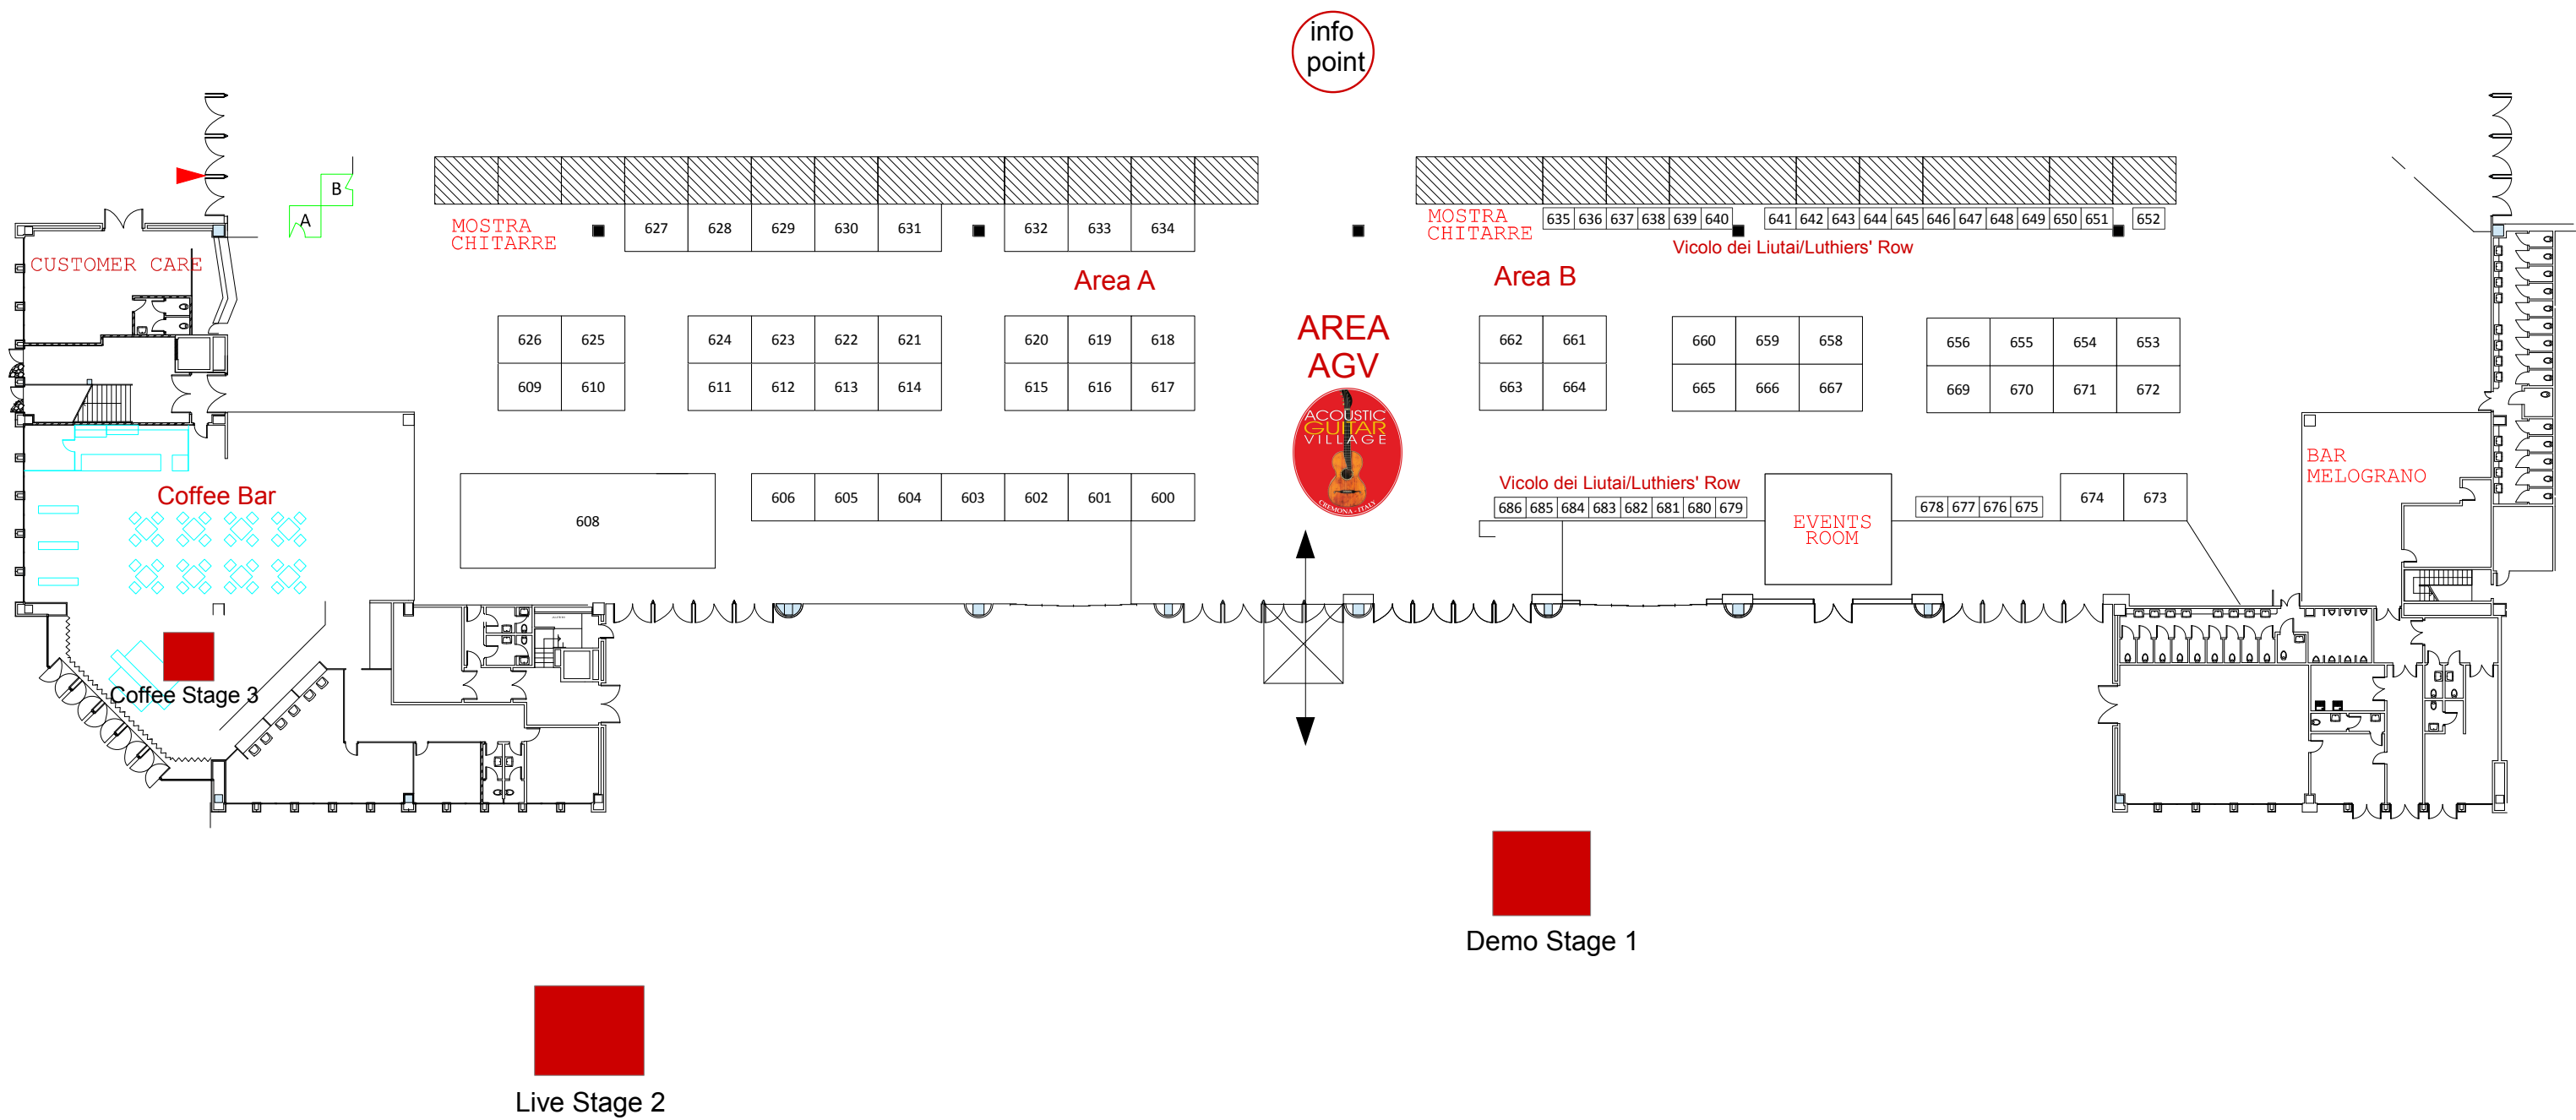 info
point
B
A
MOSTRA
CHITARRE
627 628 629 630 631 632 633 634
MOSTRA
CHITARRE
635 636 637 638 639 640 641 642 643 644 645 646 647 648 649 650 651 652
Vicolo dei Liutai/Luthiers' Row
CUSTOMER CARE
Area A
Area B
AREA
AGV
626 625 624 623 622 621 620 619 618
662 661 660 659 658 656 655 654 653
609 610 611 612 613 614 615 616 617
663 664 665 666 667 669 670 671 672
ACOUSTIC
GUITAR
VILLAGE
CREMONA - ITALY
BAR
MELOGRANO
Coffee Bar
608
606 605 604 603 602 601 600
Vicolo dei Liutai/Luthiers' Row
686 685 684 683 682 681 680 679
EVENTS
ROOM
678 677 676 675
674 673
Coffee Stage 3
Demo Stage 1
Live Stage 2